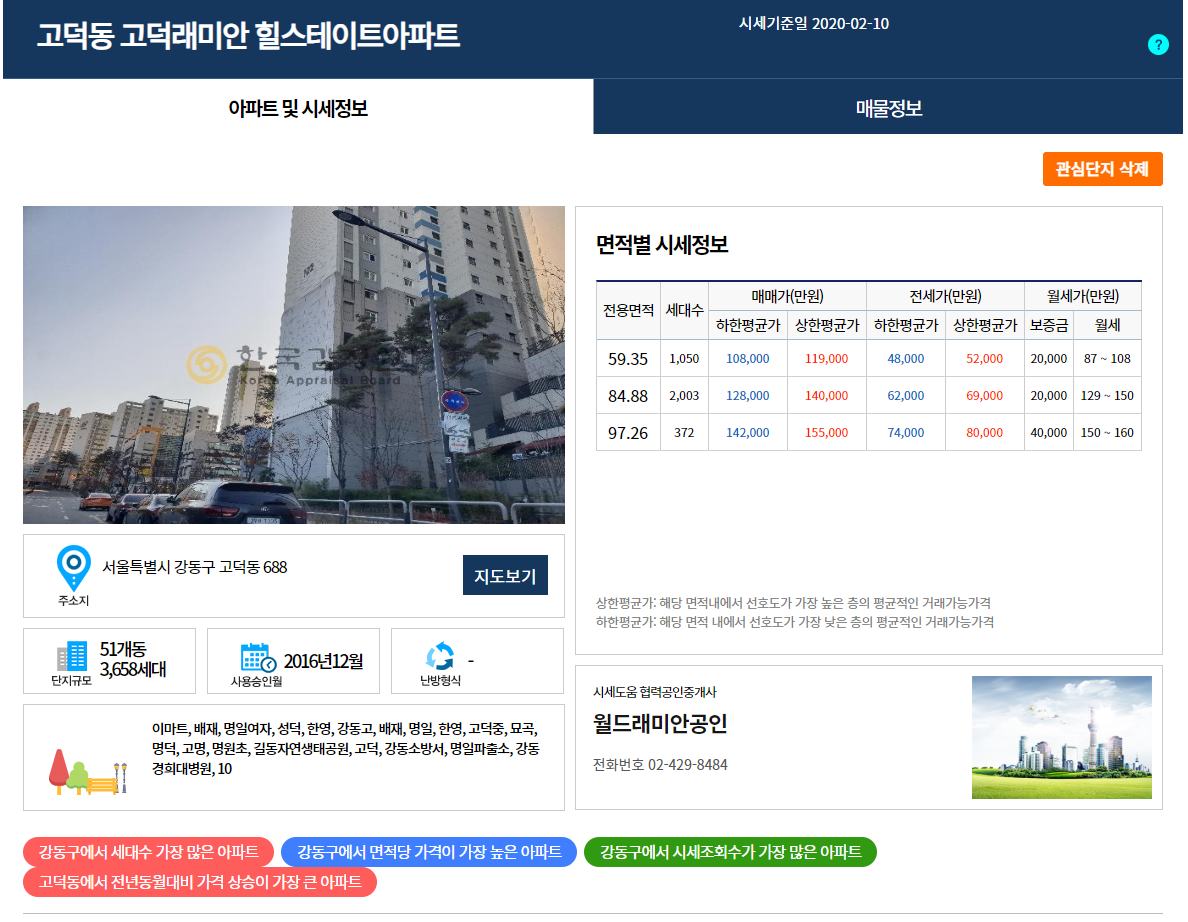 고덕동 고덕래미안 힐스테이트아파트
시세기준일 2020-02-10
?
아파트 및 시세정보
매물정보
관심단지 삭제
한국감정원
Korea Appraisal Board
102
면적별 시세정보
전용면적 세대수 매매가(만원) 전세가(만원) 월세가(만원)
하한평균가 상한평균가 하한평균가 상한평균가 보증금 월세
59.35 1,050 108,000 119,000 48,000 52,000 20,000 87 ~ 108
84.88 2,003 128,000 140,000 62,000 69,000 20,000 129 ~ 150
97.26 372 142,000 155,000 74,000 80,000 40,000 150 ~ 160
상한평균가: 해당 면적내에서 선호도가 가장 높은 층의 평균적인 거래가능가격
하한평균가: 해당 면적 내에서 선호도가 가장 낮은 층의 평균적인 거래가능가격
주소지
서울특별시 강동구 고덕동 688
지도보기
단지규모
51개동
3,658세대
사용승인월
2016년12월
난방형식
-
이마트, 배재, 명일여자, 성덕, 한영, 강동고, 배재, 명일, 한영, 고덕중, 묘곡,
명덕, 고명, 명원초, 길동자연생태공원, 고덕, 강동소방서, 명일파출소, 강동
경희대병원, 10
시세도움 협력공인중개사
월드래미안공인
전화번호 02-429-8484
강동구에서 세대수 가장 많은 아파트
강동구에서 면적당 가격이 가장 높은 아파트
강동구에서 시세조회수가 가장 많은 아파트
고덕동에서 전년동월대비 가격 상승이 가장 큰 아파트